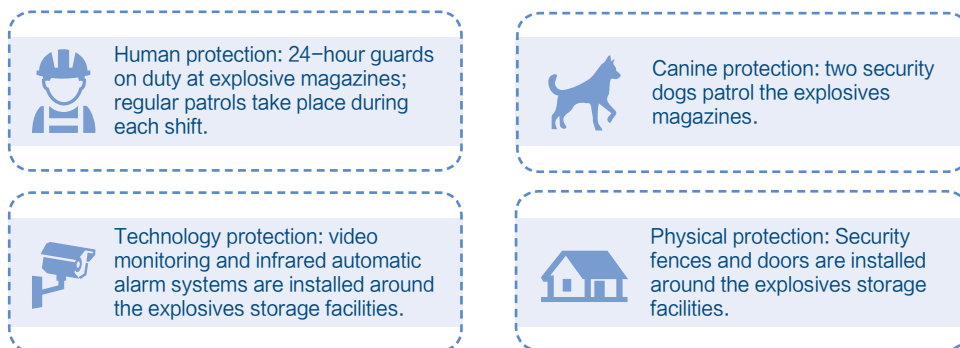 Human protection: 24-hour guards
on duty at explosive magazines;
regular patrols take place during
each shift.
Canine protection: two security
dogs patrol the explosives
magazines.
Technology protection: video
monitoring and infrared automatic
alarm systems are installed around
the explosives storage facilities.
Physical protection: Security
fences and doors are installed
around the explosives storage
facilities.